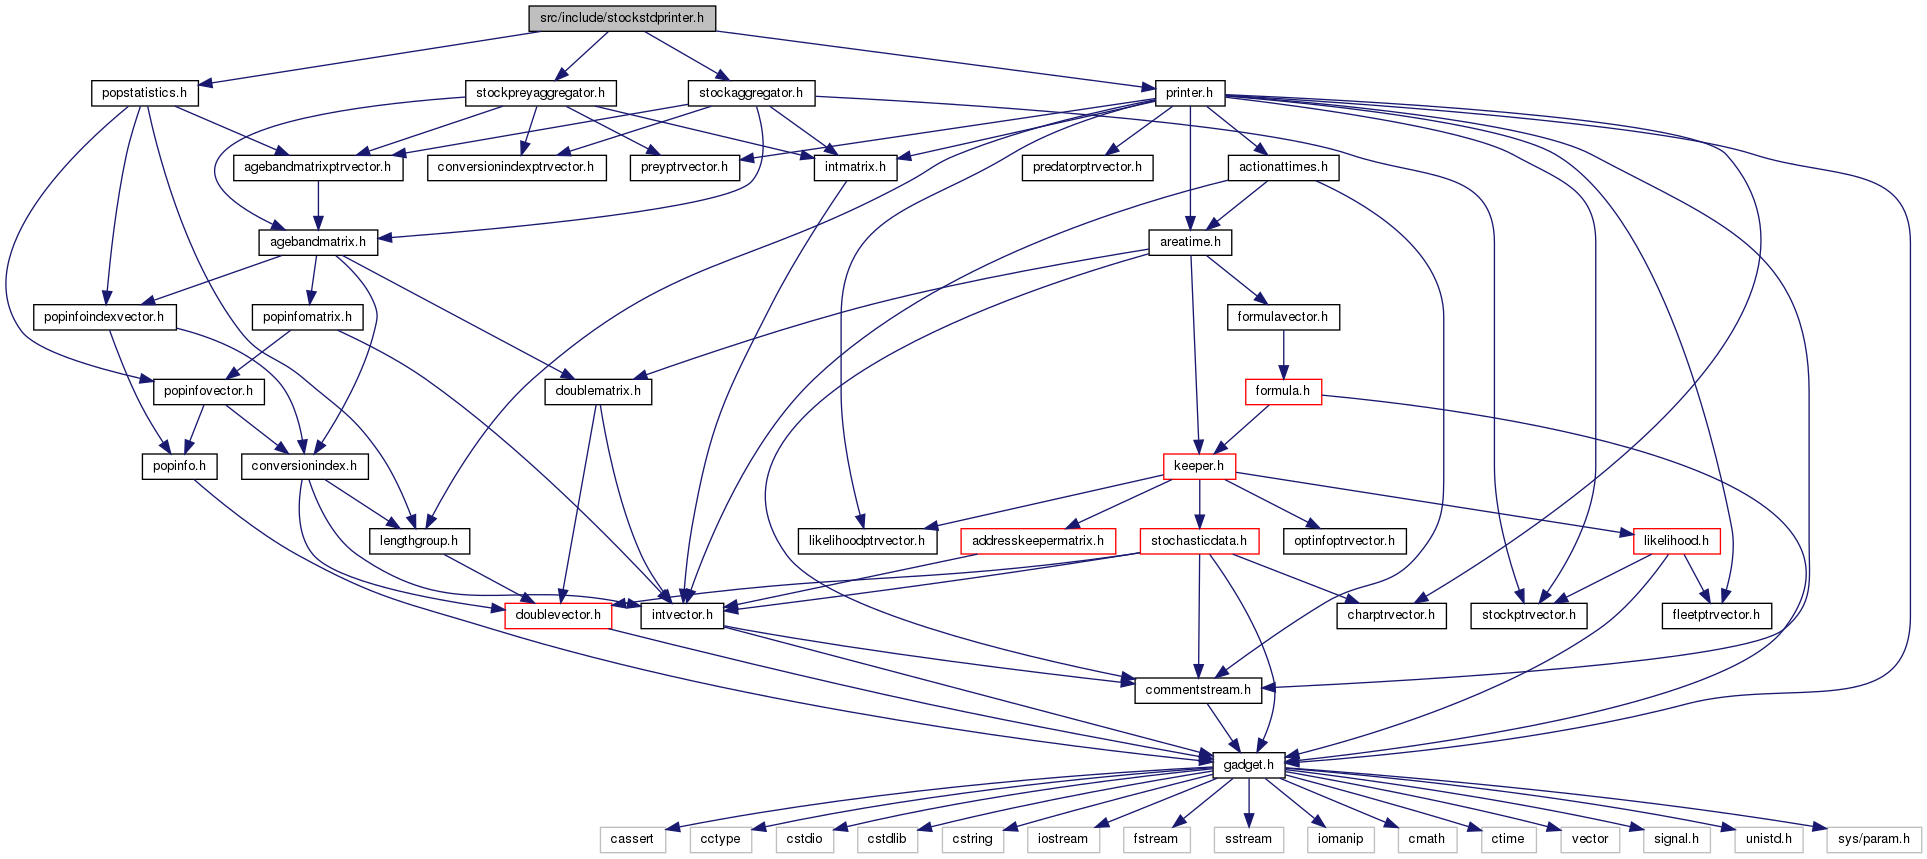 src/include/stockstdprinter.h
popstatistics.h
stockpreyaggregator.h
stockaggregator.h
printer.h
agebandmatrixptrvector.h
conversionindexptrvector.h
preyptrvector.h
intmatrix.h
predatorptrvector.h
actionattimes.h
agebandmatrix.h
areatime.h
popinfoindexvector.h
popinfomatrix.h
formulavector.h
popinfovector.h
doublematrix.h
formula.h
popinfo.h
conversionindex.h
keeper.h
lengthgroup.h
likelihoodptrvector.h
addresskeepermatrix.h
stochasticdata.h
optinfoptrvector.h
likelihood.h
doublevector.h
intvector.h
charptrvector.h
stockptrvector.h
fleetptrvector.h
commentstream.h
gadget.h
cassert
cctype
cstdio
cstdlib
cstring
iostream
fstream
sstream
iomanip
cmath
ctime
vector
signal.h
unistd.h
sys/param.h